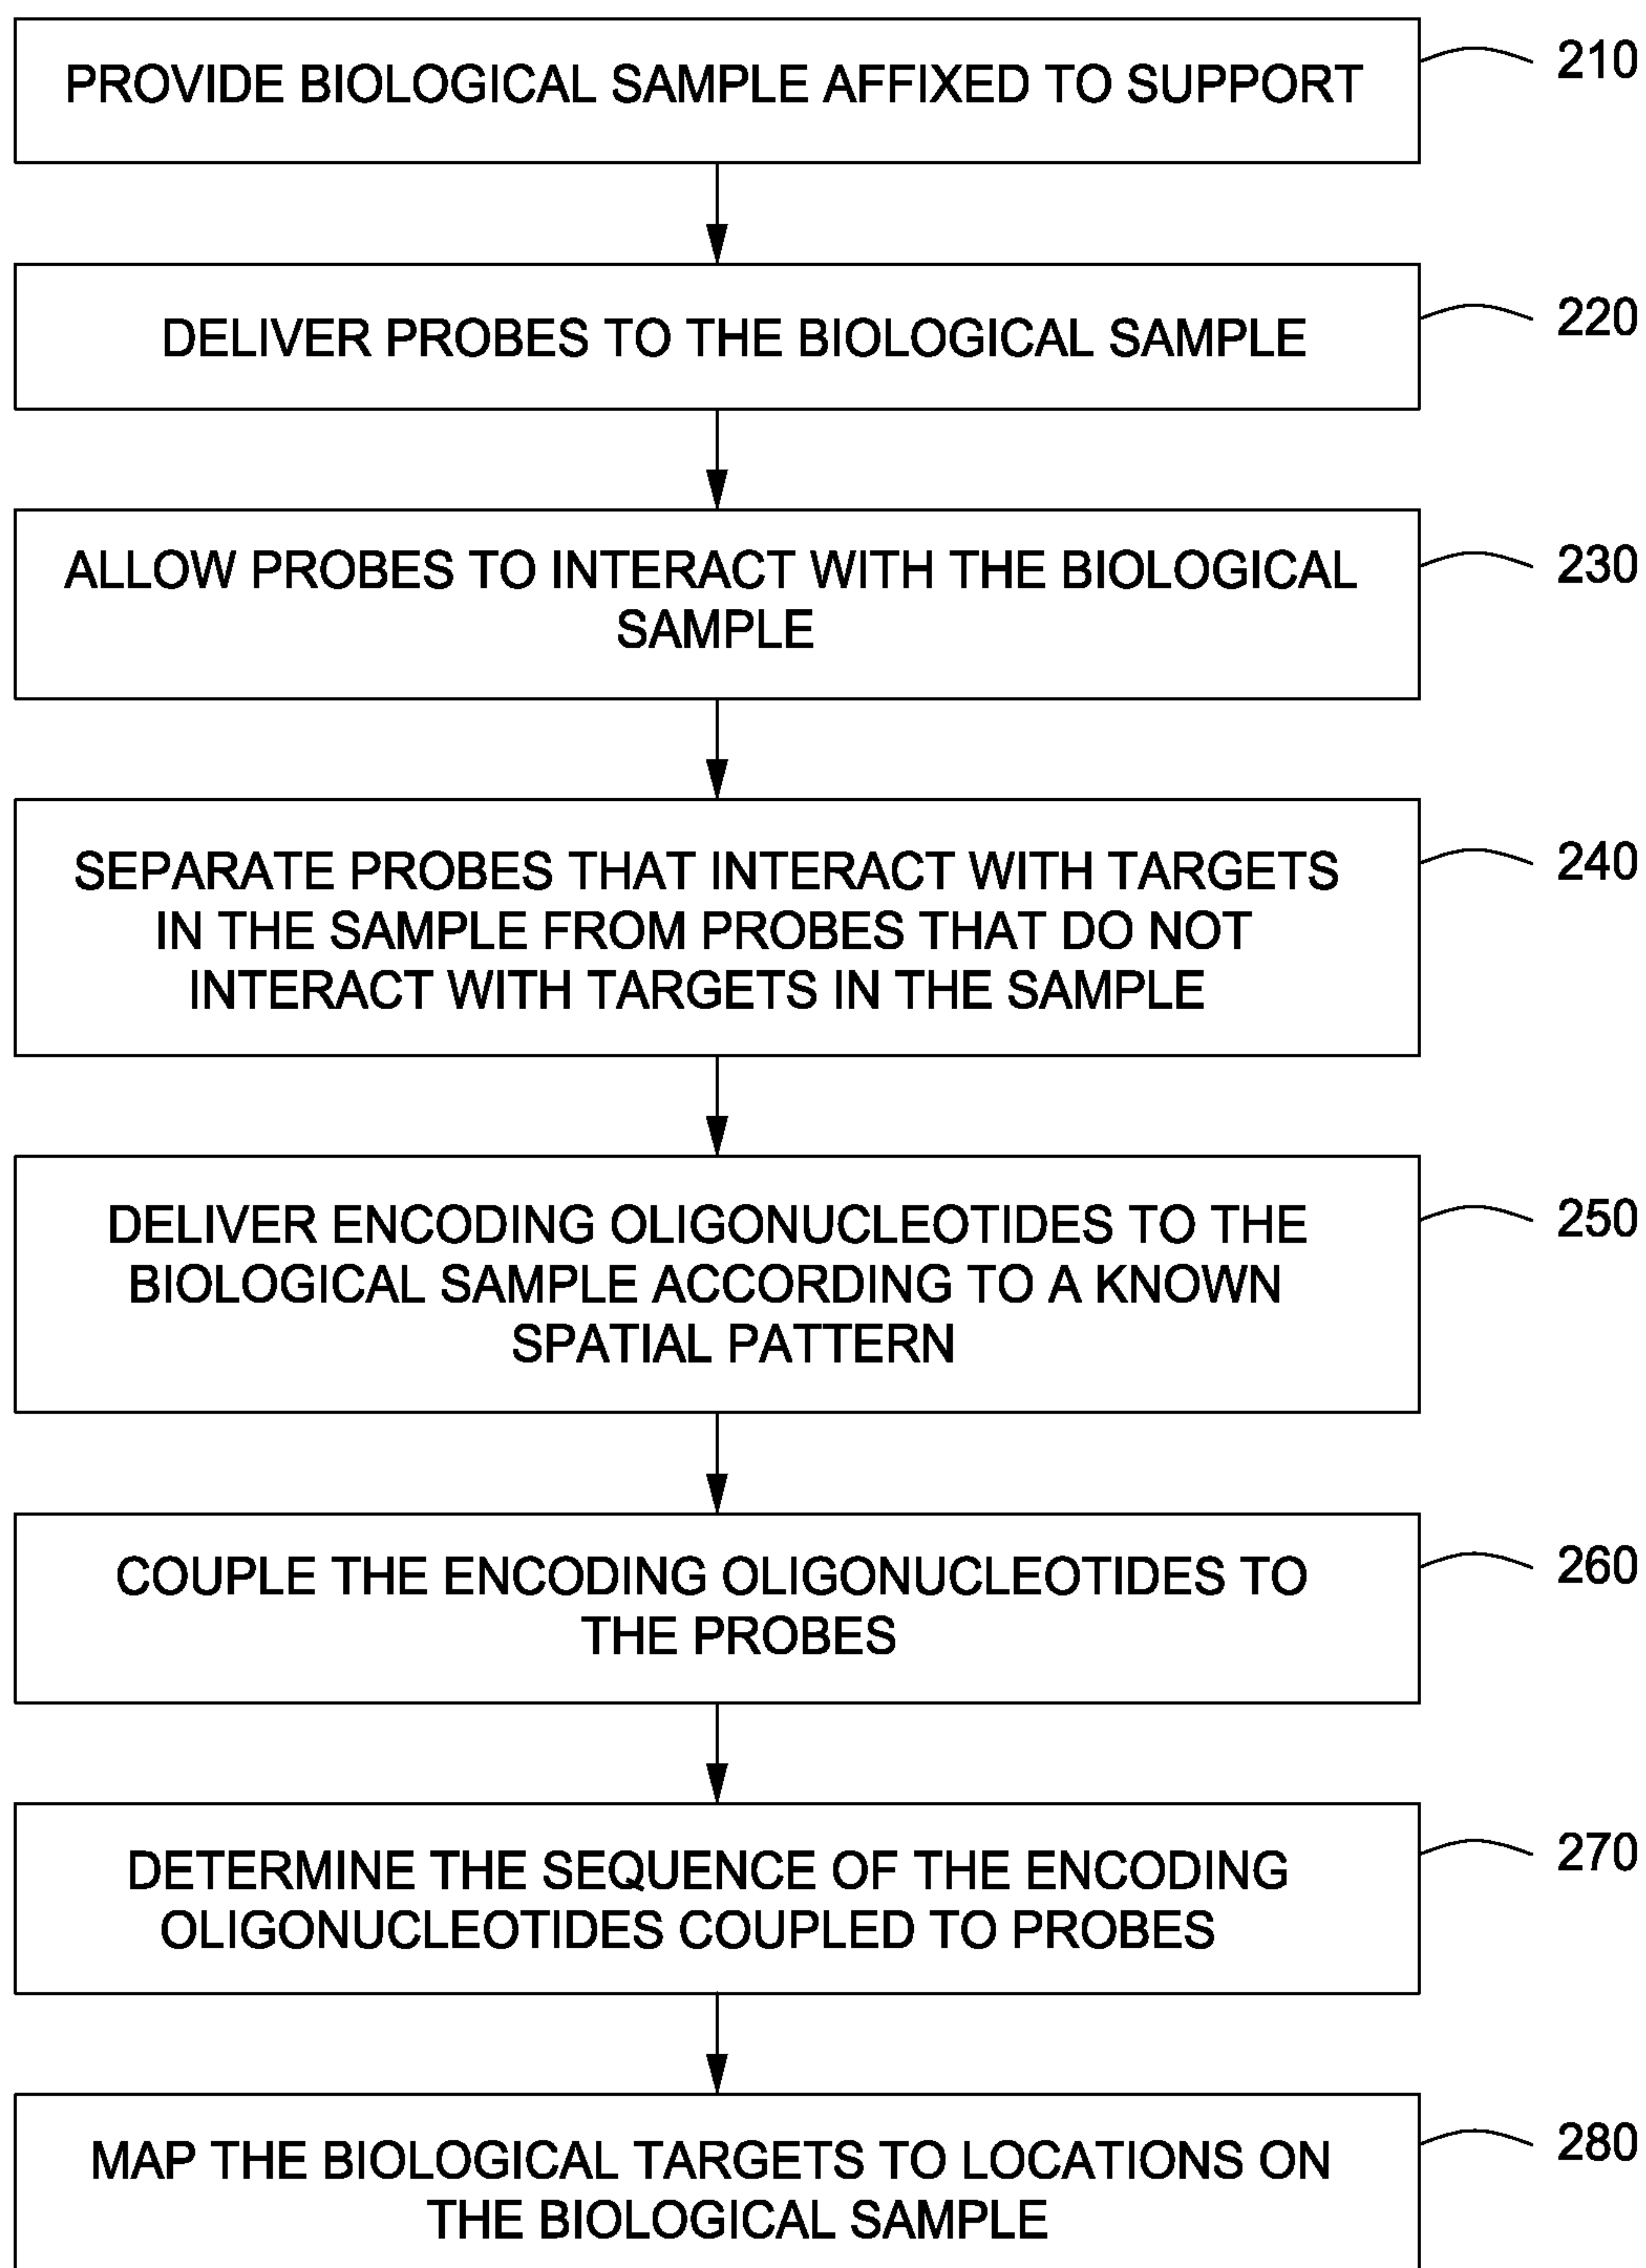 PROVIDE BIOLOGICAL SAMPLE AFFIXED TO SUPPORT
210
DELIVER PROBES TO THE BIOLOGICAL SAMPLE
220
ALLOW PROBES TO INTERACT WITH THE BIOLOGICAL
SAMPLE
230
SEPARATE PROBES THAT INTERACT WITH TARGETS
IN THE SAMPLE FROM PROBES THAT DO NOT
INTERACT WITH TARGETS IN THE SAMPLE
240
DELIVER ENCODING OLIGONUCLEOTIDES TO THE
BIOLOGICAL SAMPLE ACCORDING TO A KNOWN
SPATIAL PATTERN
250
COUPLE THE ENCODING OLIGONUCLEOTIDES TO
THE PROBES
260
DETERMINE THE SEQUENCE OF THE ENCODING
OLIGONUCLEOTIDES COUPLED TO PROBES
270
MAP THE BIOLOGICAL TARGETS TO LOCATIONS ON
THE BIOLOGICAL SAMPLE
280